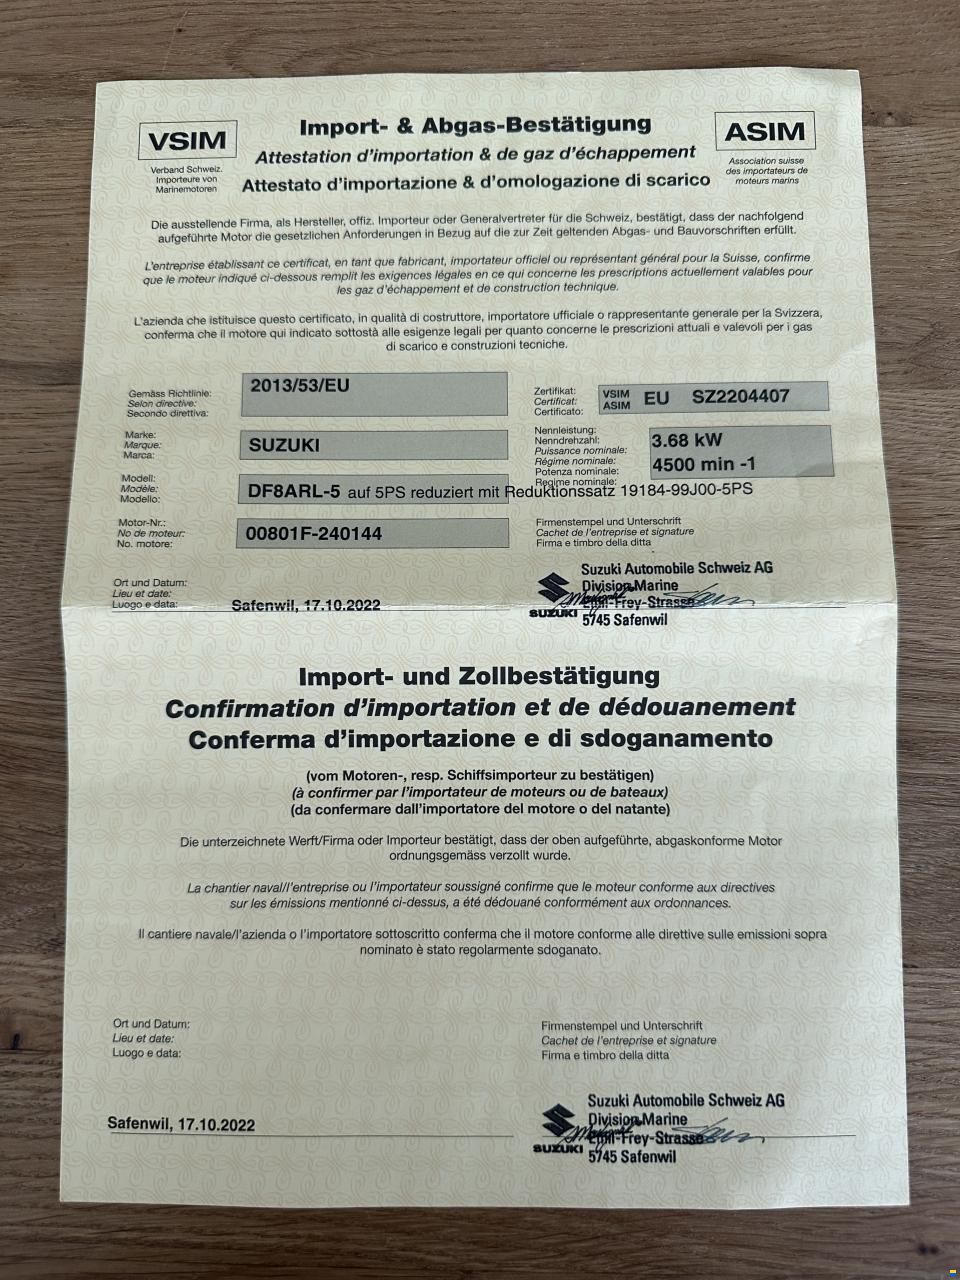 VSIM
Verband Schweiz.
Importeure von
Marinemotoren
Import- & Abgas-Bestätigung
Attestation d'importation & de gaz d'échappement
Attestato d'importazione & d'omologazione di scarico
ASIM
Association suisse
des importateurs de
moteurs marins
Die ausstellende Firma, als Hersteller, offiz. Importeur oder Generalvertreter für die Schweiz, bestätigt, dass der nachfolgend
aufgeführte Motor die gesetzlichen Anforderungen in Bezug auf die zur Zeit geltenden Abgas- und Bauvorschriften erfüllt.
L'entreprise établissant ce certificat, en tant que fabricant, importateur officiel ou représentant général pour la Suisse, confirme
que le moteur indiqué ci-dessous remplit les exigences légales en ce qui concerne les prescriptions actuellement valables pour
les gaz d'échappement et de construction technique.
L'azienda che istituisce questo certificato, in qualità di costruttore, importatore ufficiale o rappresentante generale per la Svizzera,
conferma che il motore qui indicato sottostà alle esigenze legali per quanto concerne le prescrizioni attuali e valevoli per i gas
di scarico e costruzioni tecniche.
Gemäss Richtlinie:
Selon directive:
Secondo direttiva:
2013/53/EU
Zertifikat:
Certificat:
Certificato:
VSIM
ASIM
EU SZ2204407
Marke:
Marque:
Marca:
SUZUKI
Nennleistung:
Nenndrehzahl:
Puissance nominale:
Régime nominale:
Potenza nominale:
Regime nominale:
3.68 kW
4500 min -1
Modell:
Modèle:
Modello:
DF8ARL-5 auf 5PS reduziert mit Reduktionssatz 19184-99J00-5PS
Motor-Nr.:
No de moteur:
No. motore:
00801F-240144
Firmenstempel und Unterschrift
Cachet de l'entreprise et signature
Firma e timbro della ditta
Ort und Datum:
Lieu et date:
Luogo e data:
Safenwil, 17.10.2022
SUZUKI
Suzuki Automobile Schweiz AG
Division Marine
Emil-Frey-Strasse
5745 Safenwil
Import- und Zollbestätigung
Confirmation d'importation et de dédouanement
Conferma d'importazione e di sdoganamento
(vom Motoren-, resp. Schiffsimporteur zu bestätigen)
(à confirmer par l'importateur de moteurs ou de bateaux)
(da confermare dall'importatore del motore o del natante)
Die unterzeichnete Werft/Firma oder Importeur bestätigt, dass der oben aufgeführte, abgaskonforme Motor
ordnungsgemäss verzollt wurde.
La chantier naval/l'entreprise ou l'importateur soussigné confirme que le moteur conforme aux directives
sur les émissions mentionné ci-dessus, a été dédouané conformément aux ordonnances.
Il cantiere navale/l'azienda o l'importatore sottoscritto conferma che il motore conforme alle direttive sulle emissioni sopra
nominato è stato regolarmente sdoganato.
Ort und Datum:
Lieu et date:
Luogo e data:
Firmenstempel und Unterschrift
Cachet de l'entreprise et signature
Firma e timbro della ditta
Safenwil, 17.10.2022
SUZUKI
Suzuki Automobile Schweiz AG
Division Marine
Emil-Frey-Strasse
5745 Safenwil